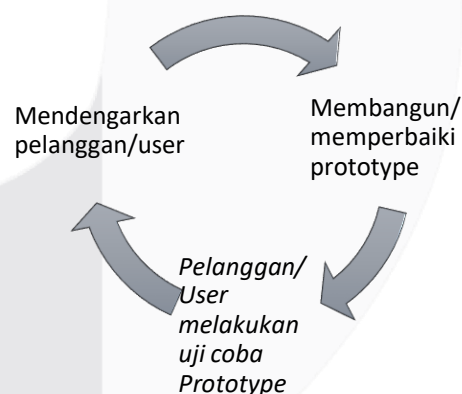 Mendengarkan
pelanggan/user
Membangun/
memperbaiki
prototype
Pelanggan/
User
melakukan
uji coba
Prototype